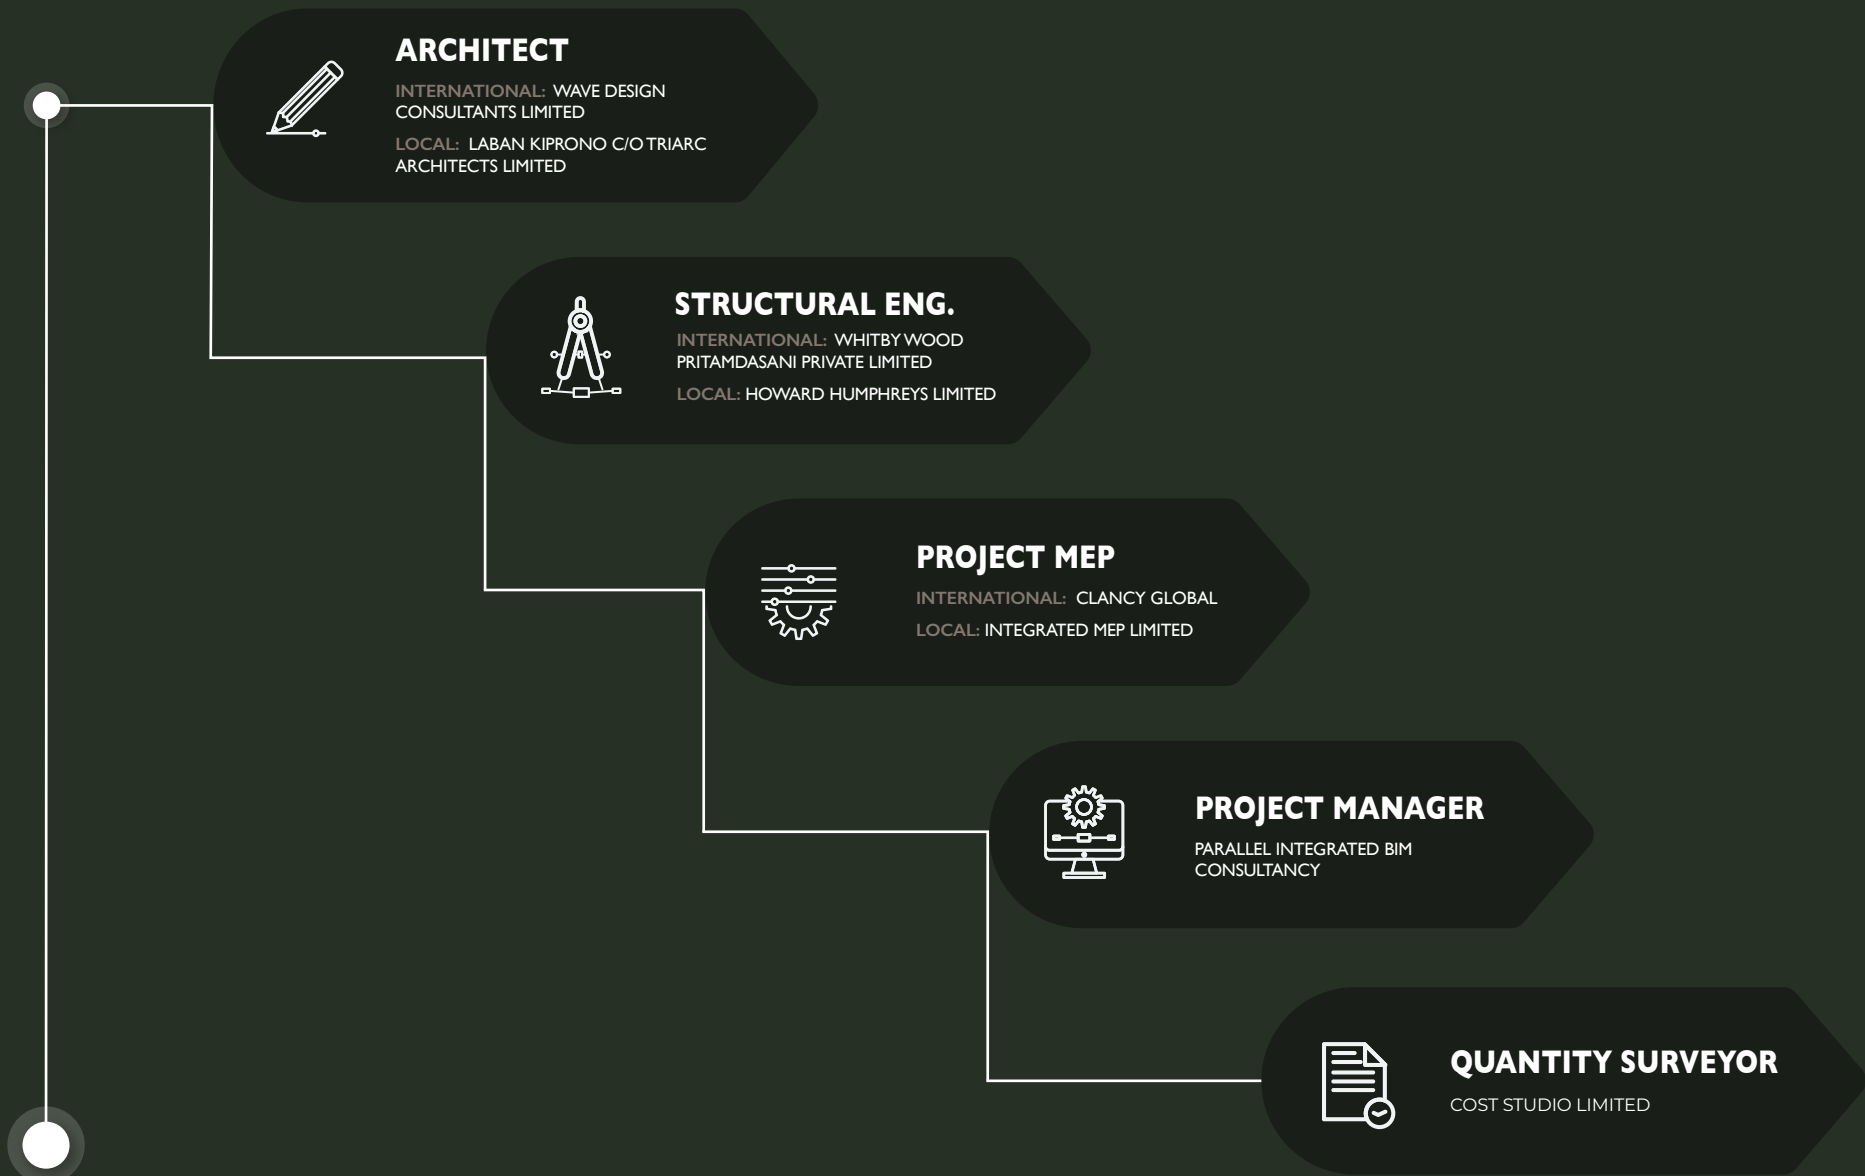 ARCHITECT
INTERNATIONAL: WAVE DESIGN
CONSULTANTS LIMITED
LOCAL: LABAN KIPRONO C/O TRIARC
ARCHITECTS LIMITED
STRUCTURAL ENG.
INTERNATIONAL: WHITBY WOOD
PRITAMDASANI PRIVATE LIMITED
LOCAL: HOWARD HUMPHREYS LIMITED
PROJECT MEP
INTERNATIONAL: CLANCY GLOBAL
LOCAL: INTEGRATED MEP LIMITED
PROJECT MANAGER
PARALLEL INTEGRATED BIM
CONSULTANCY
QUANTITY SURVEYOR
COST STUDIO LIMITED